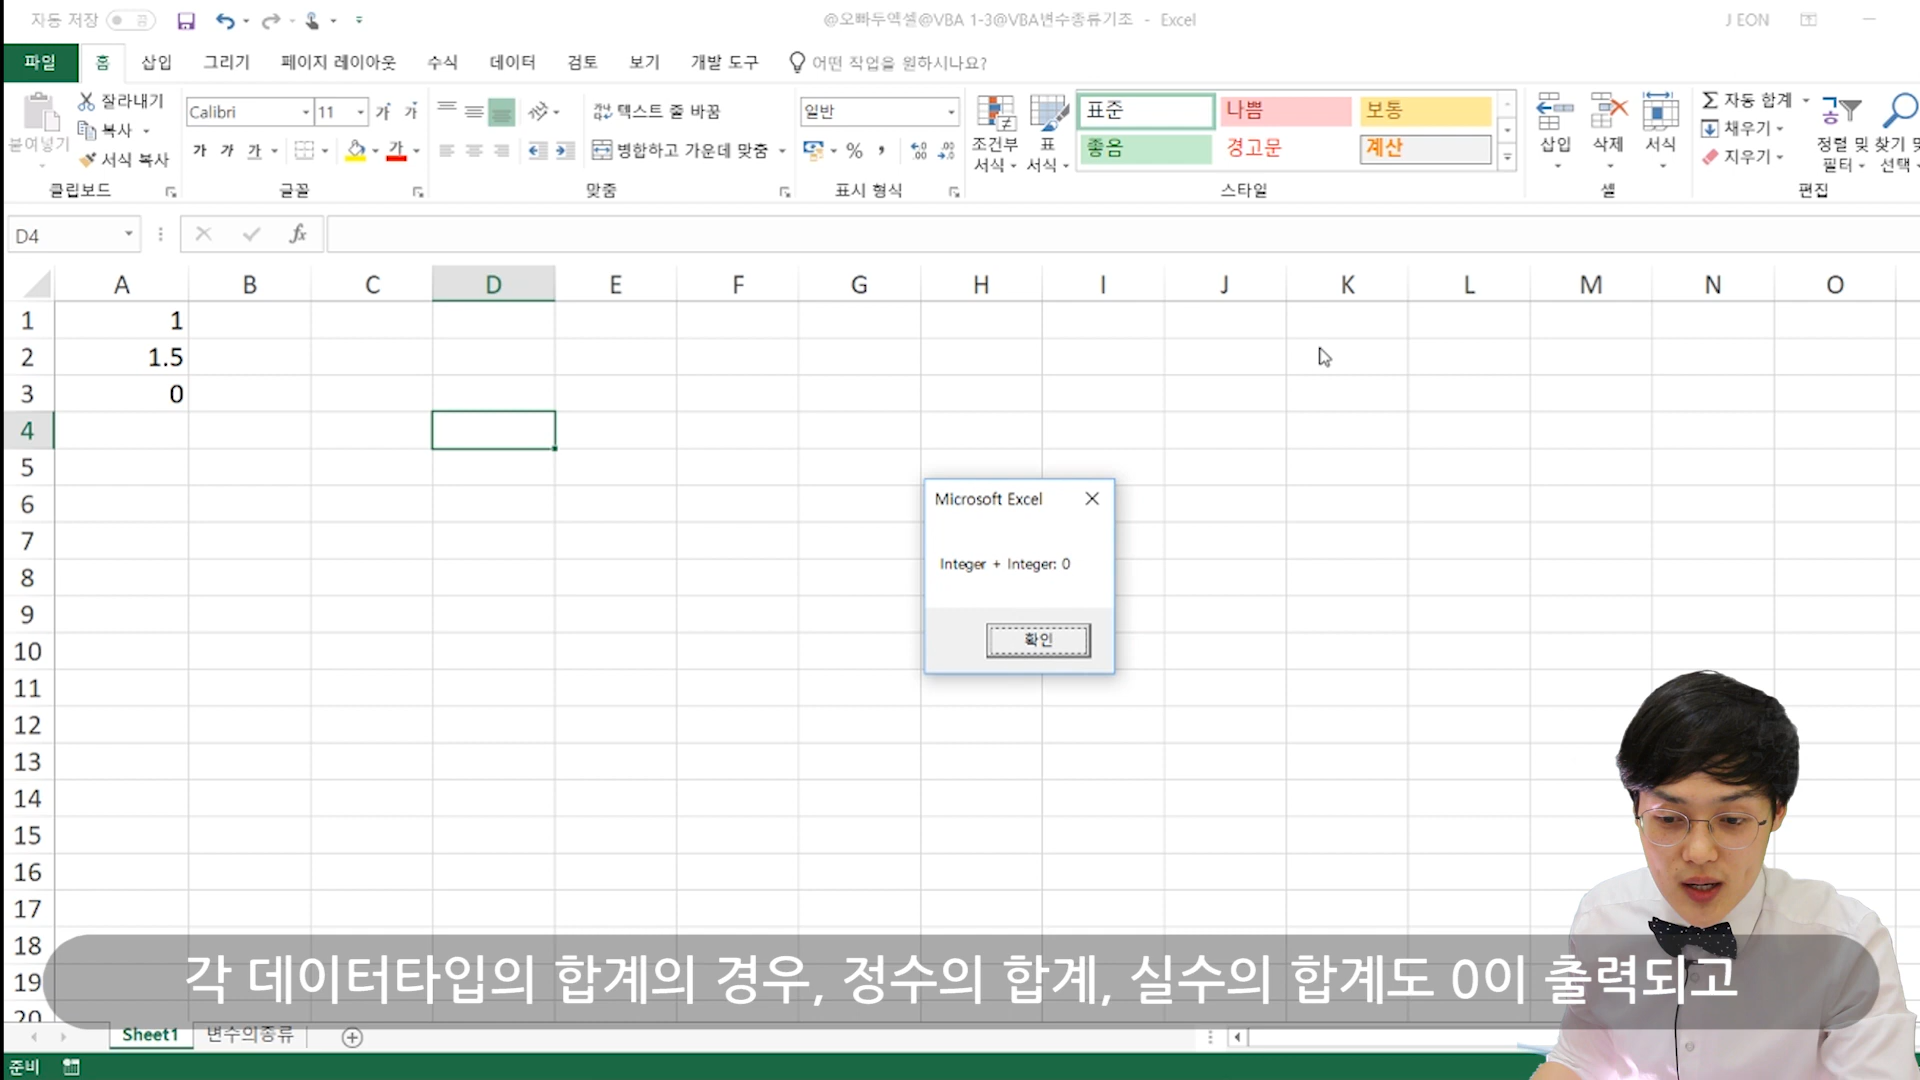 자동 저장 끔
@오빠두엑셀@VBA 1-3@VBA변수종류기초 - Excel
J EON
파일 홈 삽입 그리기 페이지 레이아웃 수식 데이터 검토 보기 개발 도구 어떤 작업을 원하시나요?
붙여넣기
잘라내기
복사
서식 복사
클립보드
Calibri 11 가 가
가 가 가 가
글꼴
텍스트 줄 바꿈
병합하고 가운데 맞춤
맞춤
일반
% ,
표시 형식
조건부 서식
표 서식
표준 나쁨 보통
좋음 경고문 계산
스타일
삽입 삭제 서식
셀
Σ 자동 합계
채우기
지우기
정렬 및 필터
찾기 및 선택
편집
D4 fx
A B C D E F G H I J K L M N O
1 1
2 1.5
3 0
4
5
6
7
8
9
10
11
12
13
14
15
16
17
18
19
20
Microsoft Excel
Integer + Integer: 0
확인
각 데이터타입의 합계의 경우, 정수의 합계, 실수의 합계도 0이 출력되고
Sheet1 변수의종류
준비